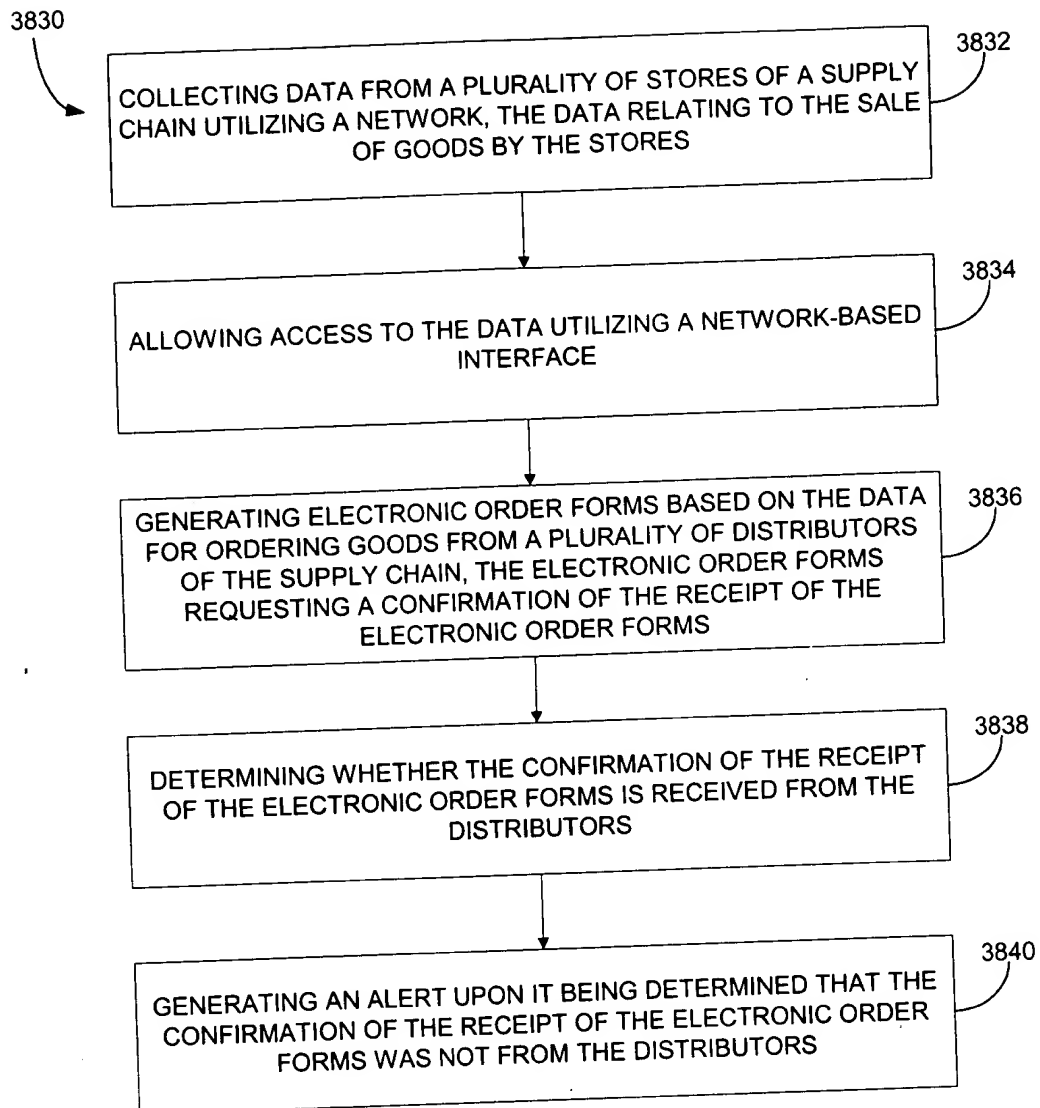 3830
3832
COLLECTING DATA FROM A PLURALITY OF STORES OF A SUPPLY
CHAIN UTILIZING A NETWORK, THE DATA RELATING TO THE SALE
OF GOODS BY THE STORES
3834
ALLOWING ACCESS TO THE DATA UTILIZING A NETWORK-BASED
INTERFACE
3836
GENERATING ELECTRONIC ORDER FORMS BASED ON THE DATA
FOR ORDERING GOODS FROM A PLURALITY OF DISTRIBUTORS
OF THE SUPPLY CHAIN, THE ELECTRONIC ORDER FORMS
REQUESTING A CONFIRMATION OF THE RECEIPT OF THE
ELECTRONIC ORDER FORMS
3838
DETERMINING WHETHER THE CONFIRMATION OF THE RECEIPT
OF THE ELECTRONIC ORDER FORMS IS RECEIVED FROM THE
DISTRIBUTORS
3840
GENERATING AN ALERT UPON IT BEING DETERMINED THAT THE
CONFIRMATION OF THE RECEIPT OF THE ELECTRONIC ORDER
FORMS WAS NOT FROM THE DISTRIBUTORS